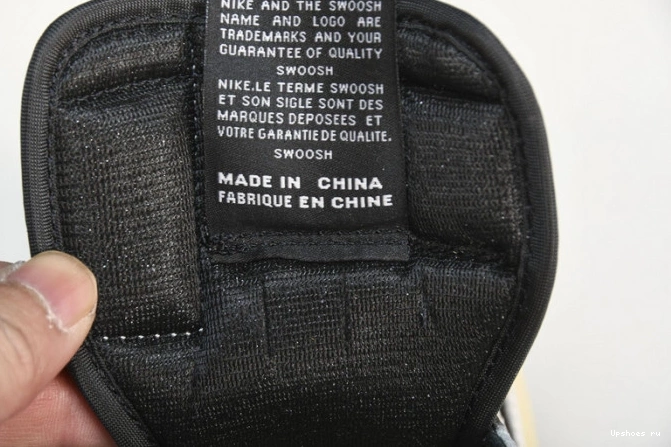 NIKE AND THE SWOOSH
NAME AND LOGO ARE
TRADEMARKS AND YOUR
GUARANTEE OF QUALITY
SWOOSH
NIKE.LE TERME SWOOSH
ET SON SIGLE SONT DES
MARQUES DEPOSEES ET
VOTRE GARANTIE DE QUALITE.
SWOOSH
MADE IN CHINA
FABRIQUE EN CHINE
Upshoes ru